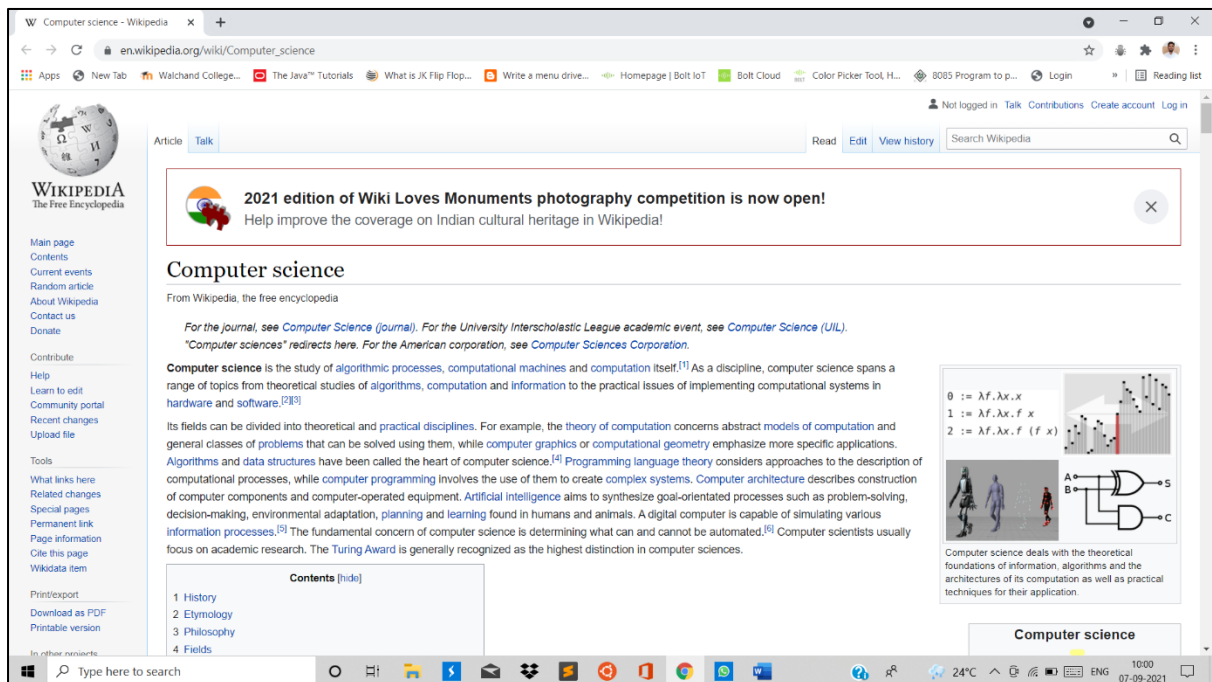 Computer science - Wikipedia
en.wikipedia.org/wiki/Computer_science
Apps New Tab Walchand College... The Java™ Tutorials What is JK Flip Flop... Write a menu drive... Homepage | Bolt IoT Bolt Cloud Color Picker Tool, H... 8085 Program to p... Login » Reading list
Not logged in Talk Contributions Create account Log in
Article Talk Read Edit View history Search Wikipedia
WIKIPEDIA
The Free Encyclopedia
2021 edition of Wiki Loves Monuments photography competition is now open!
Help improve the coverage on Indian cultural heritage in Wikipedia!
Main page
Contents
Current events
Random article
About Wikipedia
Contact us
Donate
Contribute
Help
Learn to edit
Community portal
Recent changes
Upload file
Tools
What links here
Related changes
Special pages
Permanent link
Page information
Cite this page
Wikidata item
Print/export
Download as PDF
Printable version
In other projects
Computer science
From Wikipedia, the free encyclopedia
For the journal, see Computer Science (journal). For the University Interscholastic League academic event, see Computer Science (UIL).
"Computer sciences" redirects here. For the American corporation, see Computer Sciences Corporation.
Computer science is the study of algorithmic processes, computational machines and computation itself.[1] As a discipline, computer science spans a
range of topics from theoretical studies of algorithms, computation and information to the practical issues of implementing computational systems in
hardware and software.[2][3]
Its fields can be divided into theoretical and practical disciplines. For example, the theory of computation concerns abstract models of computation and
general classes of problems that can be solved using them, while computer graphics or computational geometry emphasize more specific applications.
Algorithms and data structures have been called the heart of computer science.[4] Programming language theory considers approaches to the description of
computational processes, while computer programming involves the use of them to create complex systems. Computer architecture describes construction
of computer components and computer-operated equipment. Artificial intelligence aims to synthesize goal-orientated processes such as problem-solving,
decision-making, environmental adaptation, planning and learning found in humans and animals. A digital computer is capable of simulating various
information processes.[5] The fundamental concern of computer science is determining what can and cannot be automated.[6] Computer scientists usually
focus on academic research. The Turing Award is generally recognized as the highest distinction in computer sciences.
Contents [hide]
1 History
2 Etymology
3 Philosophy
4 Fields
0 := λf.λx.x
1 := λf.λx.f x
2 := λf.λx.f (f x)
A
B
S
C
Computer science deals with the theoretical
foundations of information, algorithms and the
architectures of its computation as well as practical
techniques for their application.
Computer science
Type here to search
24°C ENG 10:00
07-09-2021